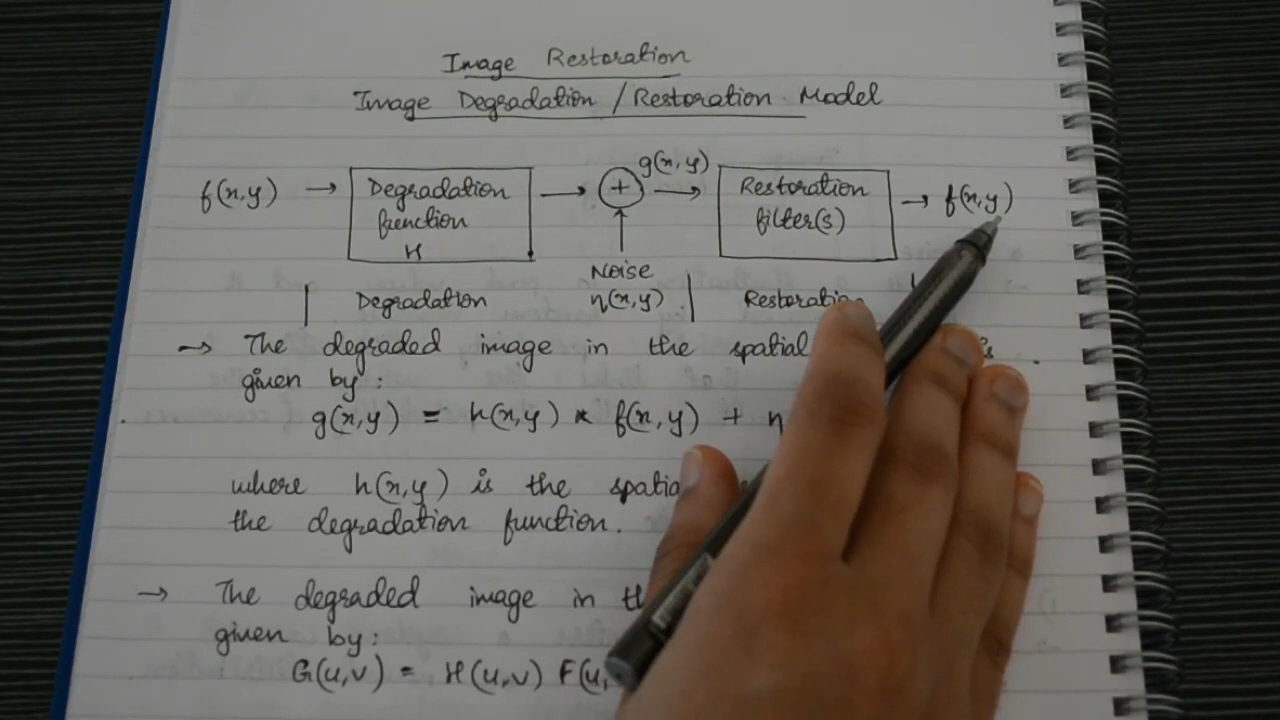 Image Restoration
Image Degradation / Restoration Model
f(x,y) → Degradation function H → + g(x,y) → Restoration filter(s) → f(x,y)
Noise
Degradation η(x,y) Restoration
→ The degraded image in the spatial is
given by:
g(x,y) = h(x,y) * f(x,y) + η
where h(x,y) is the
the degradation function.
→ The degraded image in
given by:
G(u,v) = H(u,v) F(u,